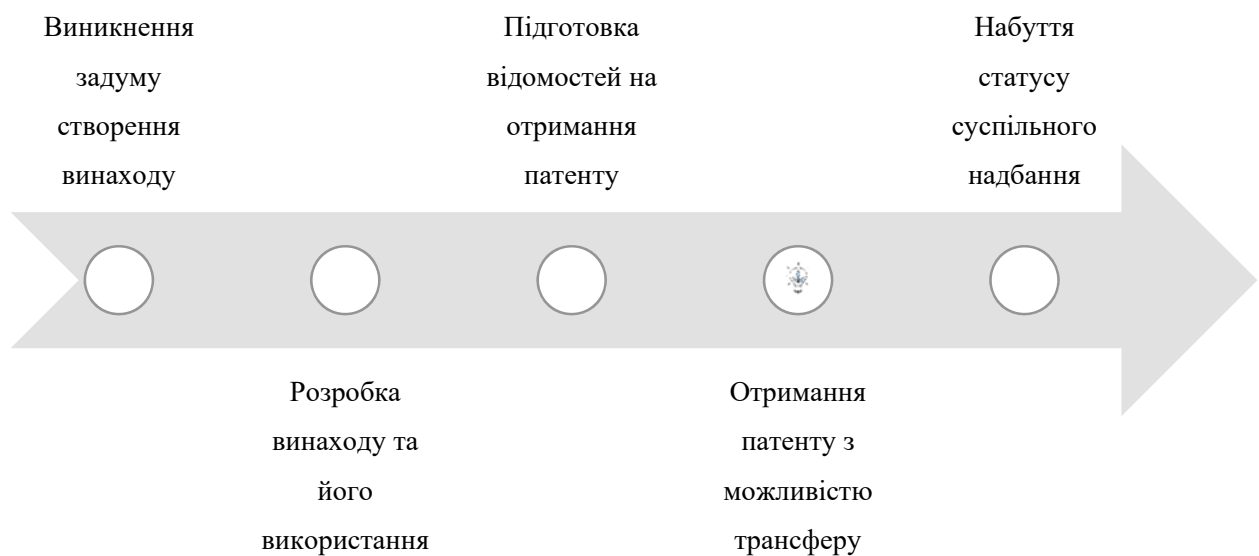 Виникнення
задуму
створення
винаходу
Розробка
винаходу та
його
використання
Підготовка
відомостей на
отримання
патенту
Отримання
патенту з
можливістю
трансферу
Набуття
статусу
суспільного
надбання